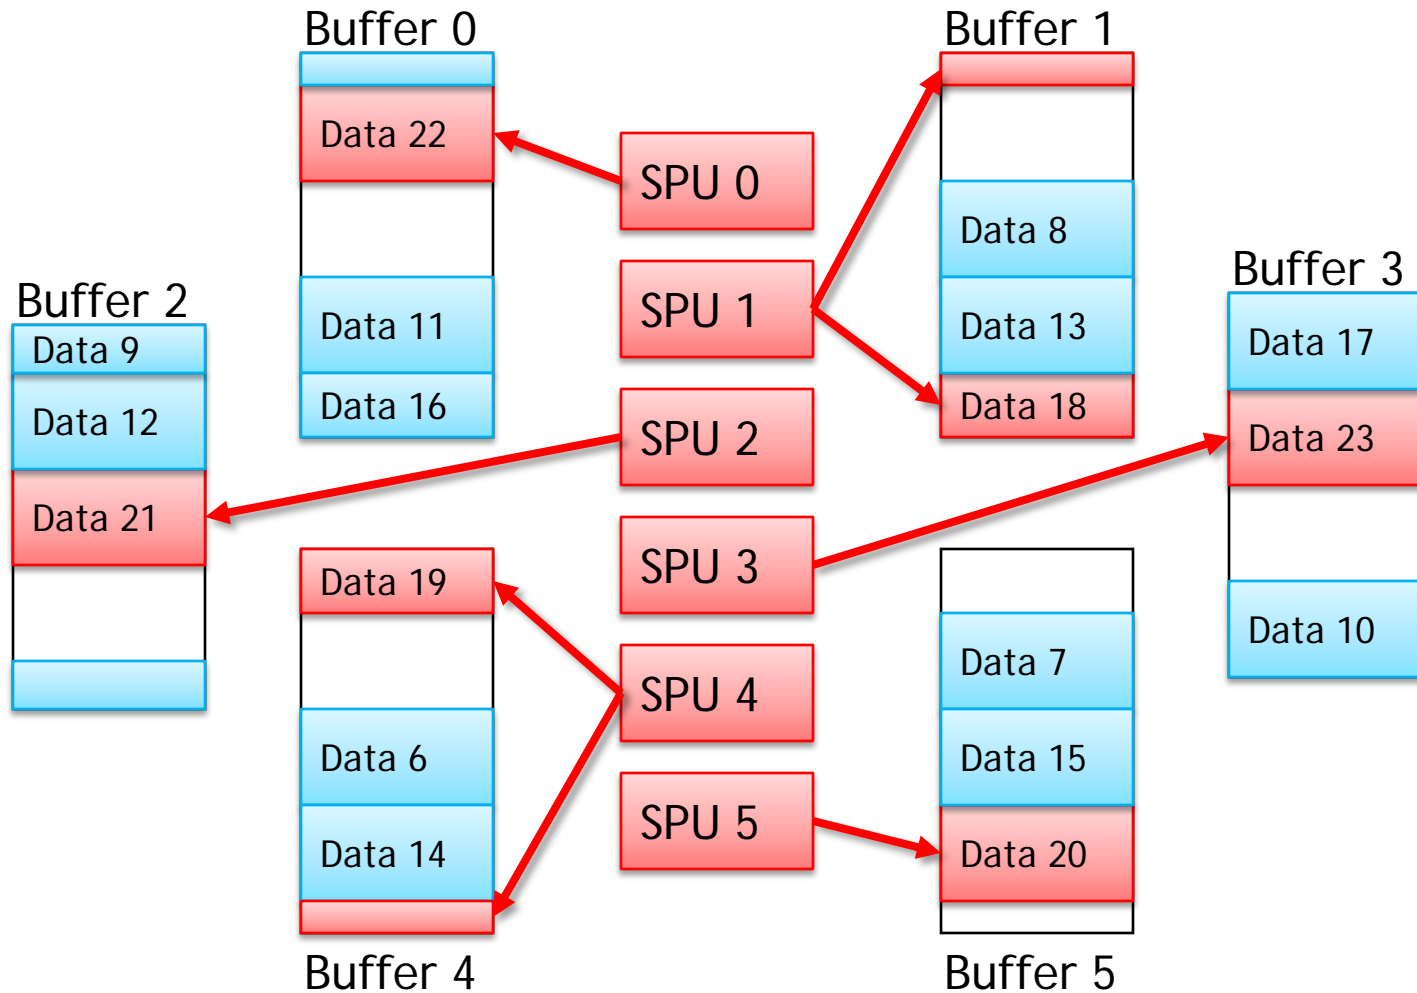 Buffer 0
Data 22
Data 11
Data 16
Buffer 1
Data 8
Data 13
Data 18
Buffer 2
Data 9
Data 12
Data 21
SPU 0
SPU 1
SPU 2
SPU 3
SPU 4
SPU 5
Buffer 3
Data 17
Data 23
Data 10
Data 19
Data 6
Data 14
Buffer 4
Data 7
Data 15
Data 20
Buffer 5